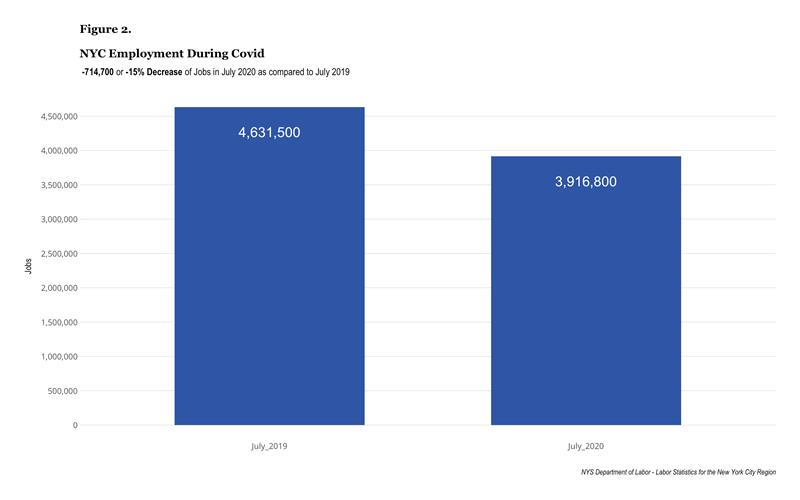 Figure 2.
NYC Employment During Covid
-714,700 or -15% Decrease of Jobs in July 2020 as compared to July 2019
4,500,000
4,000,000
3,500,000
3,000,000
2,500,000
2,000,000
1,500,000
1,000,000
500,000
0
Jobs
4,631,500
3,916,800
July_2019
July_2020
NYS Department of Labor - Labor Statistics for the New York City Region